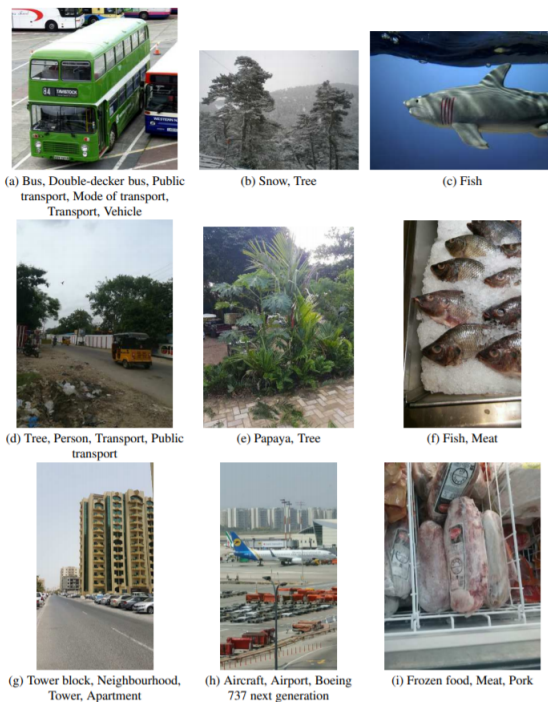 (a) Bus, Double-decker bus, Public
transport, Mode of transport,
Transport, Vehicle
(b) Snow, Tree
(c) Fish
(d) Tree, Person, Transport, Public
transport
(e) Papaya, Tree
(f) Fish, Meat
(g) Tower block, Neighbourhood,
Tower, Apartment
(h) Aircraft, Airport, Boeing
737 next generation
(i) Frozen food, Meat, Pork